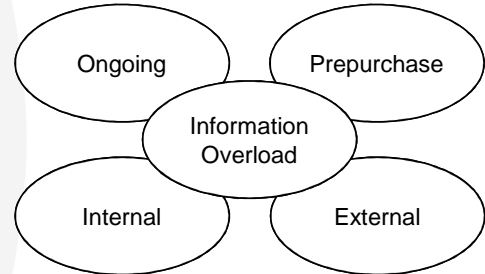 Ongoing
Prepurchase
Information
Overload
Internal
External